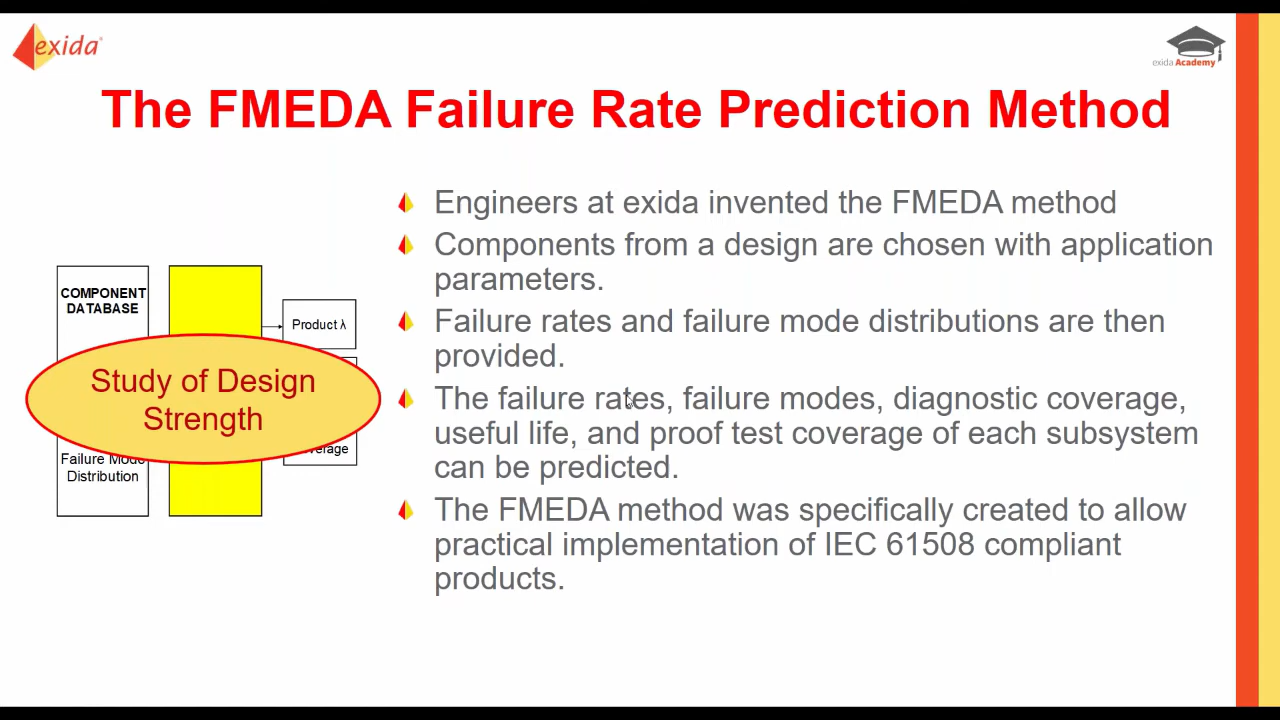 exida
exida Academy
The FMEDA Failure Rate Prediction Method
COMPONENT
DATABASE
Product λ
Study of Design
Strength
Failure Mode
Distribution
Engineers at exida invented the FMEDA method
Components from a design are chosen with application
parameters.
Failure rates and failure mode distributions are then
provided.
The failure rates, failure modes, diagnostic coverage,
useful life, and proof test coverage of each subsystem
can be predicted.
The FMEDA method was specifically created to allow
practical implementation of IEC 61508 compliant
products.